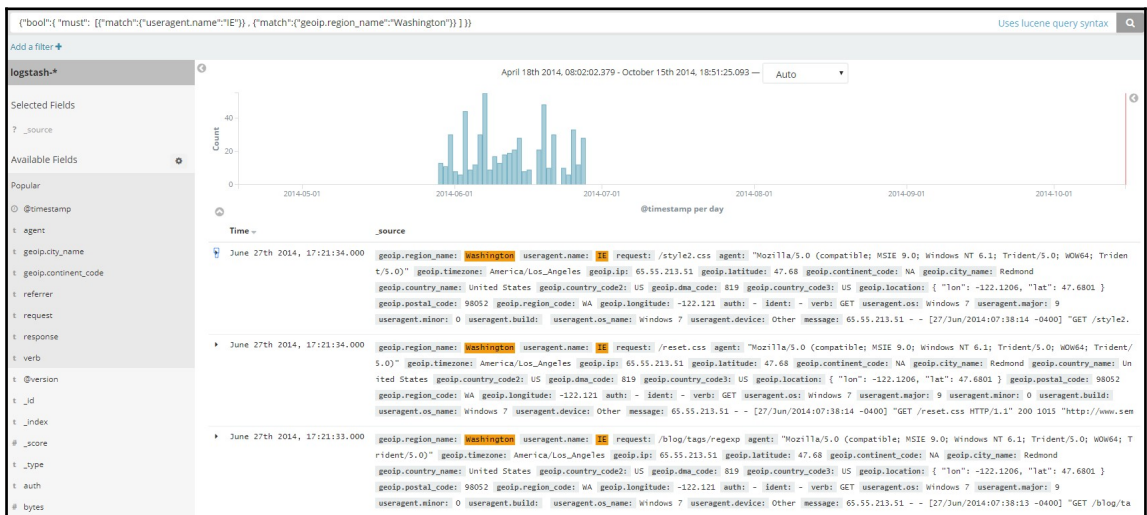 {"bool":{ "must": [{"match":{"useragent.name":"IE"}} , {"match":{"geoip.region_name":"Washington"}} ] }}
Uses lucene query syntax
Add a filter +
logstash-*
Selected Fields
? _source
Available Fields
Popular
@timestamp
t agent
t geoip.city_name
t geoip.continent_code
t referrer
t request
t response
t verb
t @version
t _id
t _index
# _score
t _type
t auth
# bytes
April 18th 2014, 08:02:02.379 - October 15th 2014, 18:51:25.093 — Auto
Count
40
20
0
2014-05-01 2014-06-01 2014-07-01 2014-08-01 2014-09-01 2014-10-01
@timestamp per day
Time _source
June 27th 2014, 17:21:34.000
geoip.region_name: Washington useragent.name: IE request: /style2.css agent: "Mozilla/5.0 (compatible; MSIE 9.0; Windows NT 6.1; Trident/5.0; WOW64; Triden
t/5.0)" geoip.timezone: America/Los_Angeles geoip.ip: 65.55.213.51 geoip.latitude: 47.68 geoip.continent_code: NA geoip.city_name: Redmond
geoip.country_name: United States geoip.country_code2: US geoip.dma_code: 819 geoip.country_code3: US geoip.location: { "lon": -122.1206, "lat": 47.6801 }
geoip.postal_code: 98052 geoip.region_code: WA geoip.longitude: -122.121 auth: - ident: - verb: GET useragent.os: Windows 7 useragent.major: 9
useragent.minor: 0 useragent.build: useragent.os_name: Windows 7 useragent.device: Other message: 65.55.213.51 - - [27/Jun/2014:07:38:14 -0400] "GET /style2.
June 27th 2014, 17:21:34.000
geoip.region_name: Washington useragent.name: IE request: /reset.css agent: "Mozilla/5.0 (compatible; MSIE 9.0; Windows NT 6.1; Trident/5.0; WOW64; Trident/
5.0)" geoip.timezone: America/Los_Angeles geoip.ip: 65.55.213.51 geoip.latitude: 47.68 geoip.continent_code: NA geoip.city_name: Redmond geoip.country_name: Un
ited States geoip.country_code2: US geoip.dma_code: 819 geoip.country_code3: US geoip.location: { "lon": -122.1206, "lat": 47.6801 } geoip.postal_code: 98052
geoip.region_code: WA geoip.longitude: -122.121 auth: - ident: - verb: GET useragent.os: Windows 7 useragent.major: 9 useragent.minor: 0 useragent.build:
useragent.os_name: Windows 7 useragent.device: Other message: 65.55.213.51 - - [27/Jun/2014:07:38:14 -0400] "GET /reset.css HTTP/1.1" 200 1015 "http://www.sem
June 27th 2014, 17:21:33.000
geoip.region_name: Washington useragent.name: IE request: /blog/tags/regexp agent: "Mozilla/5.0 (compatible; MSIE 9.0; Windows NT 6.1; Trident/5.0; WOW64; T
rident/5.0)" geoip.timezone: America/Los_Angeles geoip.ip: 65.55.213.51 geoip.latitude: 47.68 geoip.continent_code: NA geoip.city_name: Redmond
geoip.country_name: United States geoip.country_code2: US geoip.dma_code: 819 geoip.country_code3: US geoip.location: { "lon": -122.1206, "lat": 47.6801 }
geoip.postal_code: 98052 geoip.region_code: WA geoip.longitude: -122.121 auth: - ident: - verb: GET useragent.os: Windows 7 useragent.major: 9
useragent.minor: 0 useragent.build: useragent.os_name: Windows 7 useragent.device: Other message: 65.55.213.51 - - [27/Jun/2014:07:38:13 -0400] "GET /blog/ta